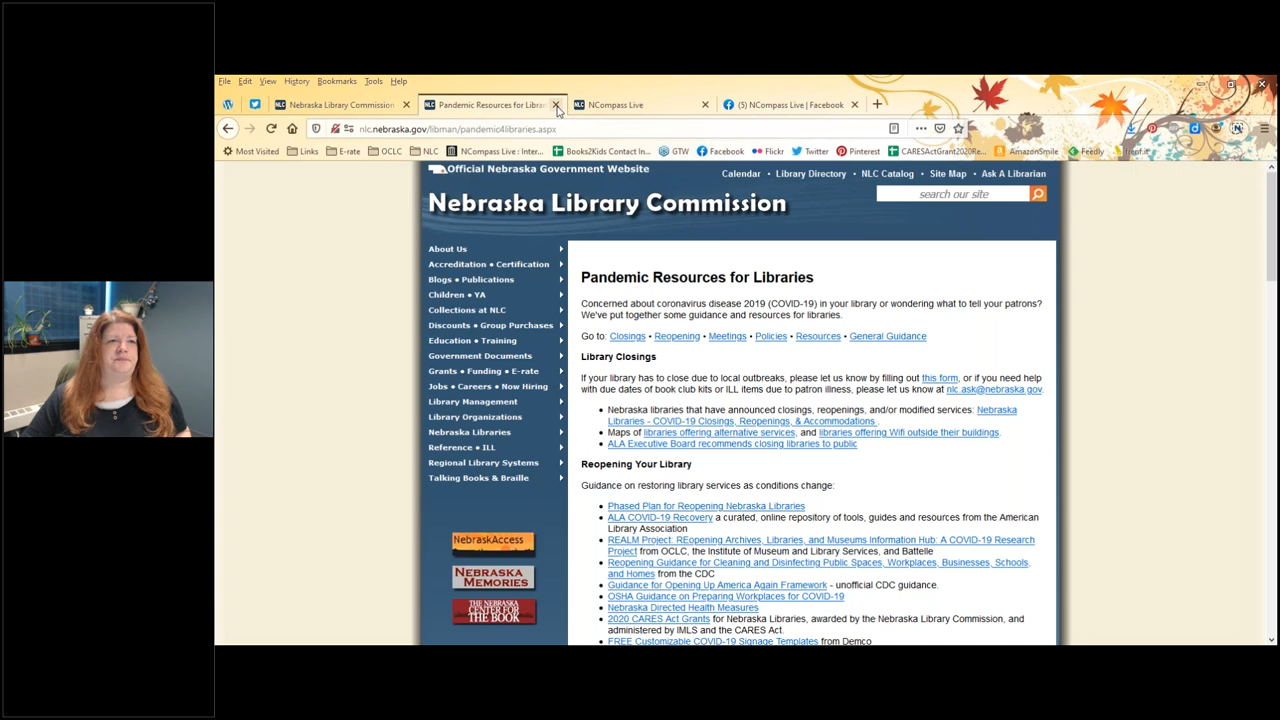 File Edit View History Bookmarks Tools Help
Nebraska Library Commission
Pandemic Resources for Librar
NCompass Live
(5) NCompass Live | Facebook
nlc.nebraska.gov/libman/pandemic4libraries.aspx
Most Visited Links E-rate OCLC NLC NCompass Live : Inter... Books2Kids Contact In... GTW Facebook Flickr Twitter Pinterest CARESActGrant2020Re... AmazonSmile Feedly
Official Nebraska Government Website
Calendar • Library Directory • NLC Catalog • Site Map • Ask A Librarian
Nebraska Library Commission
search our site
About Us
Accreditation • Certification
Blogs • Publications
Children • YA
Collections at NLC
Discounts • Group Purchases
Education • Training
Government Documents
Grants • Funding • E-rate
Jobs • Careers • Now Hiring
Library Management
Library Organizations
Nebraska Libraries
Reference • ILL
Regional Library Systems
Talking Books & Braille
NebraskAccess
NEBRASKA
MEMORIES
THE NEBRASKA
CENTER FOR
THE BOOK
Pandemic Resources for Libraries
Concerned about coronavirus disease 2019 (COVID-19) in your library or wondering what to tell your patrons?
We've put together some guidance and resources for libraries.
Go to: Closings • Reopening • Meetings • Policies • Resources • General Guidance
Library Closings
If your library has to close due to local outbreaks, please let us know by filling out this form, or if you need help
with due dates of book club kits or ILL items due to patron illness, please let us know at nlc.ask@nebraska.gov.
• Nebraska libraries that have announced closings, reopenings, and/or modified services: Nebraska
Libraries - COVID-19 Closings, Reopenings, & Accommodations .
• Maps of libraries offering alternative services, and libraries offering Wifi outside their buildings.
• ALA Executive Board recommends closing libraries to public
Reopening Your Library
Guidance on restoring library services as conditions change:
• Phased Plan for Reopening Nebraska Libraries
• ALA COVID-19 Recovery a curated, online repository of tools, guides and resources from the American
Library Association
• REALM Project: REopening Archives, Libraries, and Museums Information Hub: A COVID-19 Research
Project from OCLC, the Institute of Museum and Library Services, and Battelle
• Reopening Guidance for Cleaning and Disinfecting Public Spaces, Workplaces, Businesses, Schools,
and Homes from the CDC
• Guidance for Opening Up America Again Framework - unofficial CDC guidance.
• OSHA Guidance on Preparing Workplaces for COVID-19
• Nebraska Directed Health Measures
• 2020 CARES Act Grants for Nebraska Libraries, awarded by the Nebraska Library Commission, and
administered by IMLS and the CARES Act.
• FREE Customizable COVID-19 Signage Templates from Demco